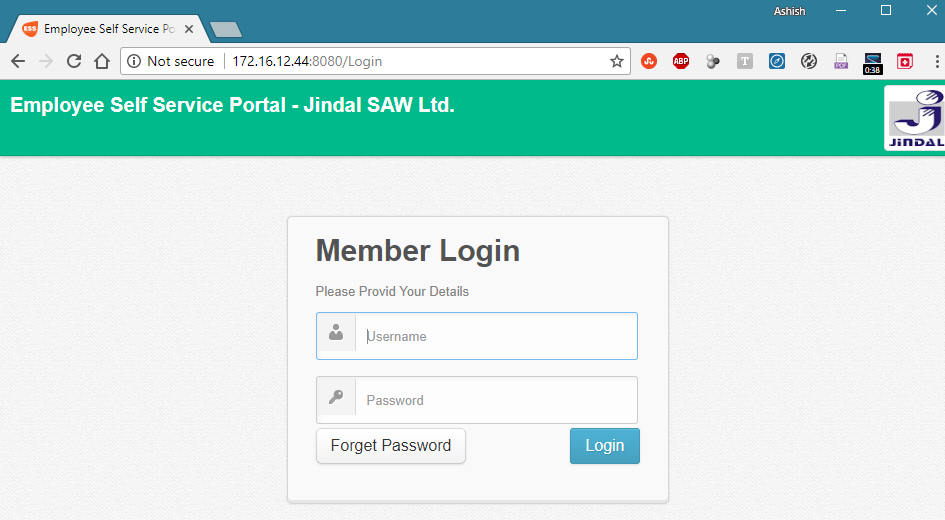 Ashish
ESS Employee Self Service Po
Not secure 172.16.12.44:8080/Login
ABP
T
PDF
0:38
Employee Self Service Portal - Jindal SAW Ltd.
JiNDAL
Member Login
Please Provid Your Details
Username
Password
Forget Password Login